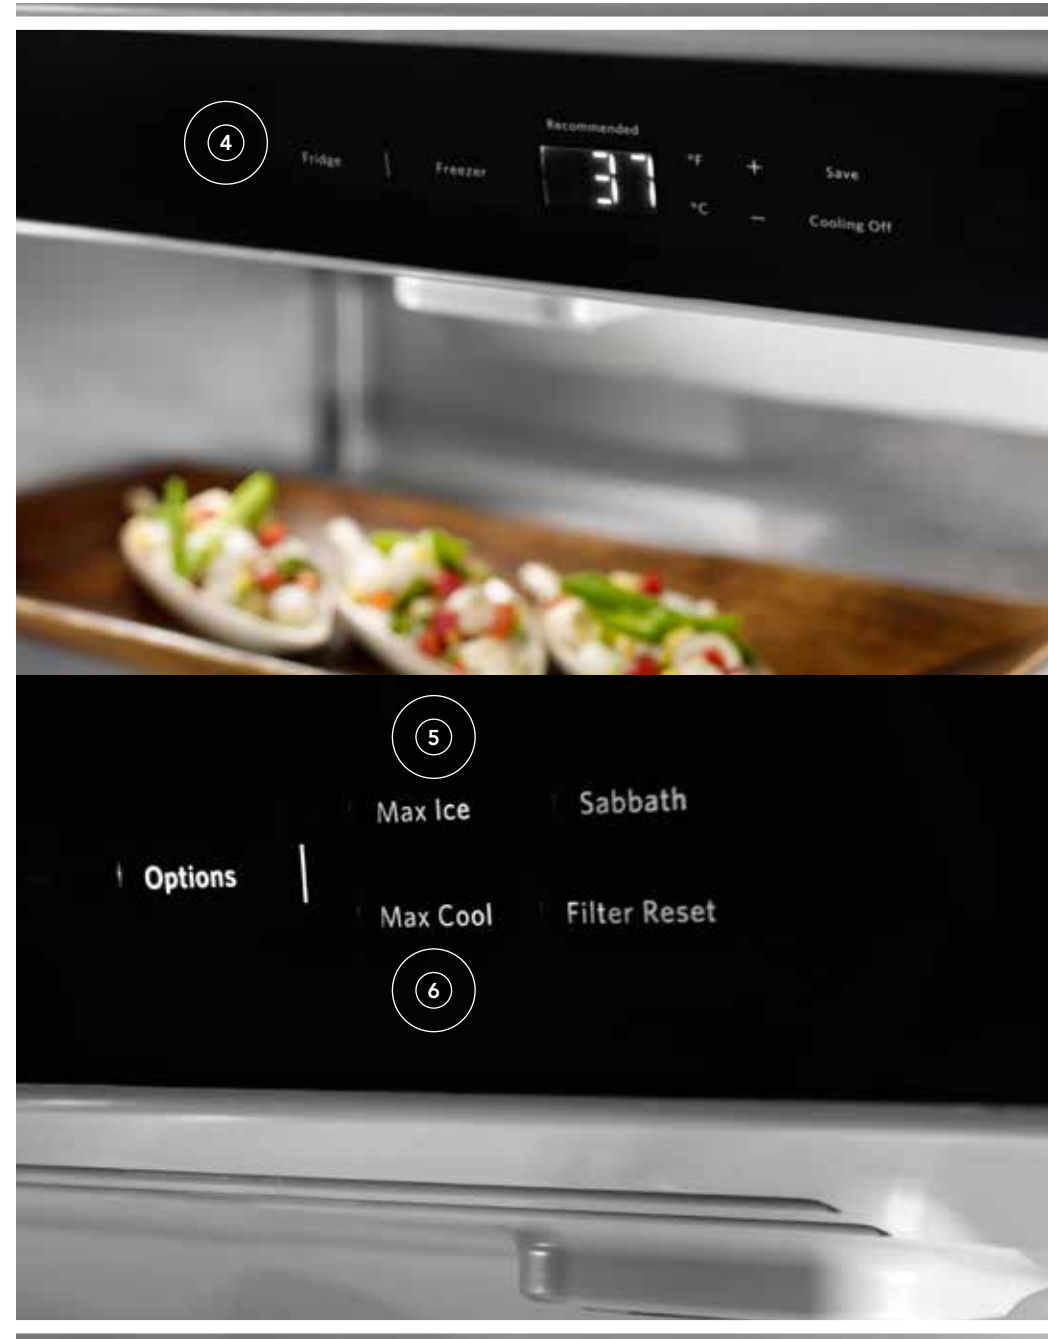 Recommended
4
Fridge
Freezer
37
°F
+
Save
°C
–
Cooling Off
5
Max Ice
Sabbath
Options
Max Cool
Filter Reset
6